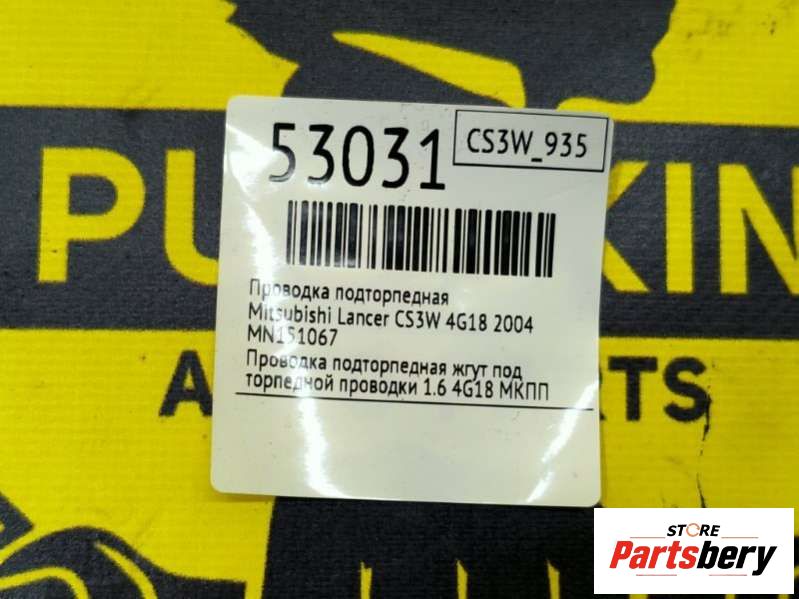 53031
CS3W_935
Проводка подторпедная
Mitsubishi Lancer CS3W 4G18 2004
MN151067
Проводка подторпедная жгут под
торпедной проводки 1.6 4G18 МКПП
STORE
Partsbery